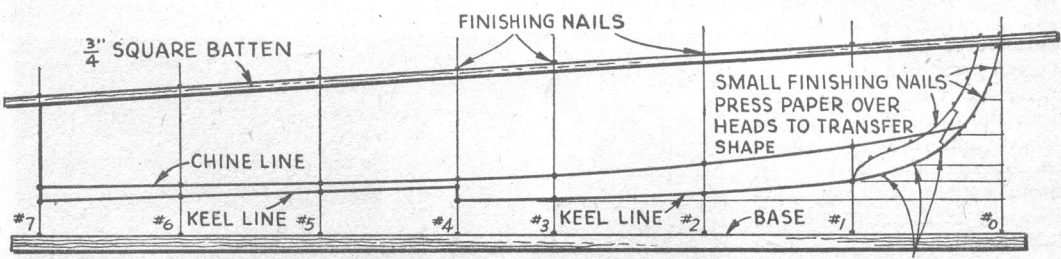 FINISHING NAILS
3/4" SQUARE BATTEN
SMALL FINISHING NAILS
PRESS PAPER OVER
HEADS TO TRANSFER
SHAPE
CHINE LINE
#7 #6 KEEL LINE #5 #4 #3 KEEL LINE #2 BASE #1 #0